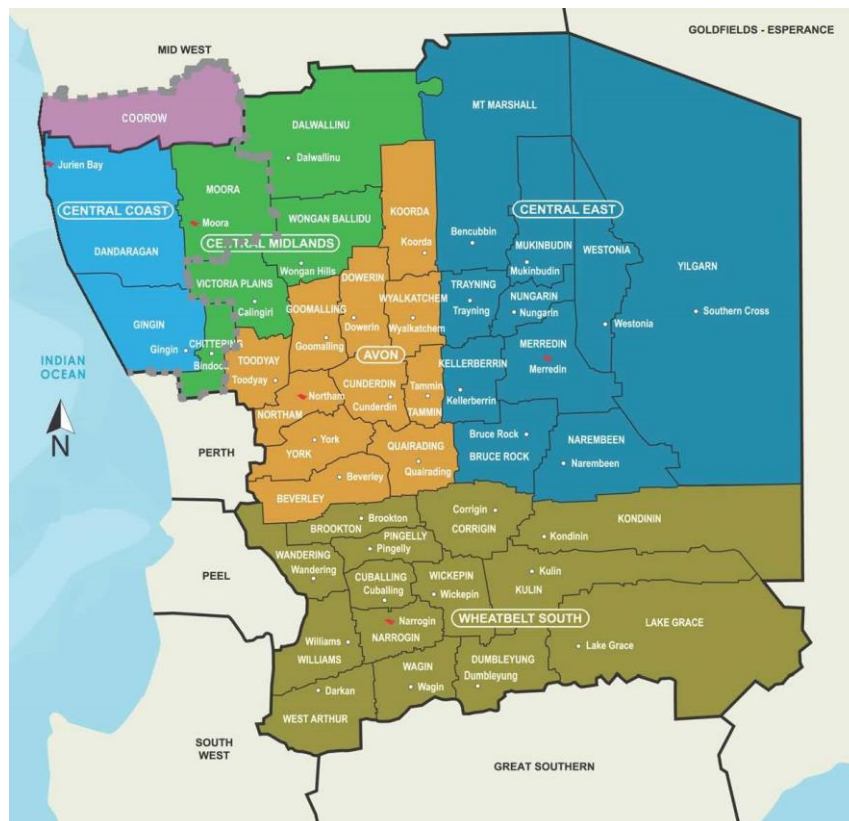 GOLDFIELDS - ESPERANCE
MID WEST
MT MARSHALL
COOROW
DALWALLINU
Dalwallinu
Jurien Bay
MOORA
Moora
CENTRAL COAST
KOORDA
Koorda
CENTRAL EAST
WONGAN BALLIDU
CENTRAL MIDLANDS
Wongan Hills
DANDARAGAN
Bencubbin
MUKINBUDIN
Mukinbudin
WESTONIA
YILGARN
VICTORIA PLAINS
Calingiri
DOWERIN
Dowerin
GOOMALLING
Goomalling
WYALKATCHEM
Wyalkatchem
TRAYNING
Trayning
NUNGARIN
Nungarin
Westonia
Southern Cross
GINGIN
Gingin
CHITTERING
Bindoon
INDIAN
OCEAN
TOODYAY
Toodyay
AVON
KELLERBERRIN
Kellerberrin
MERREDIN
Merredin
Northam
NORTHAM
CUNDERDIN
Cunderdin
Tammin
TAMMIN
N
PERTH
York
YORK
QUAIRADING
Quairading
Bruce Rock
BRUCE ROCK
NAREMBEEN
Narembeen
Beverley
BEVERLEY
Brookton
BROOKTON
Corrigin
CORRIGIN
KONDININ
Kondinin
PINGELLY
Pingelly
WANDERING
Wandering
PEEL
CUBALLING
Cuballing
WICKEPIN
Wickepin
Kulin
KULIN
WHEATBELT SOUTH
LAKE GRACE
Lake Grace
Narrogin
NARROGIN
Williams
WILLIAMS
WAGIN
Wagin
DUMBLEYUNG
Dumbleyung
Darkan
WEST ARTHUR
SOUTH
WEST
GREAT SOUTHERN